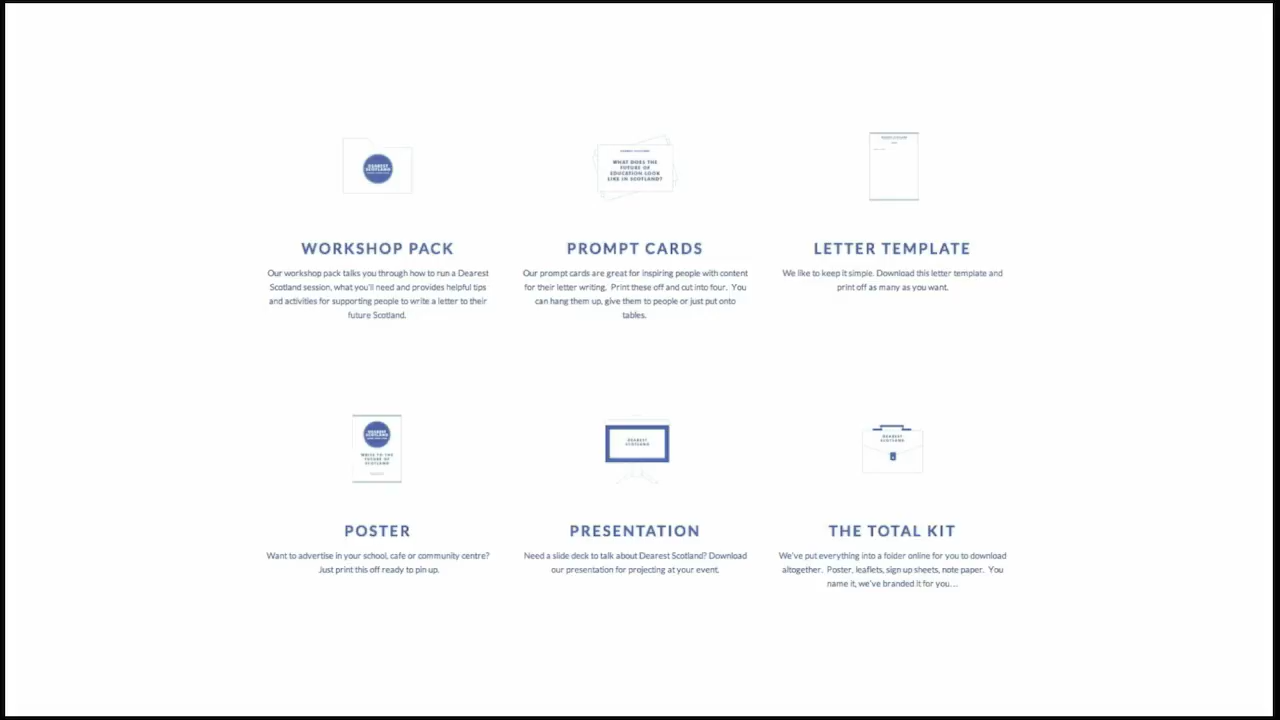 DEAREST
SCOTLAND
WHAT DOES THE
FUTURE OF
EDUCATION LOOK
LIKE IN SCOTLAND?
WORKSHOP PACK
Our workshop pack talks you through how to run a Dearest
Scotland session, what you'll need and provides helpful tips
and activities for supporting people to write a letter to their
future Scotland.
PROMPT CARDS
Our prompt cards are great for inspiring people with content
for their letter writing. Print these off and cut into four. You
can hang them up, give them to people or just put onto
tables.
LETTER TEMPLATE
We like to keep it simple. Download this letter template and
print off as many as you want.
DEAREST
SCOTLAND
WRITE TO THE
FUTURE OF
SCOTLAND
DEAREST
SCOTLAND
DEAREST
SCOTLAND
POSTER
Want to advertise in your school, cafe or community centre?
Just print this off ready to pin up.
PRESENTATION
Need a slide deck to talk about Dearest Scotland? Download
our presentation for projecting at your event.
THE TOTAL KIT
We've put everything into a folder online for you to download
altogether. Poster, leaflets, sign up sheets, note paper. You
name it, we've branded it for you...